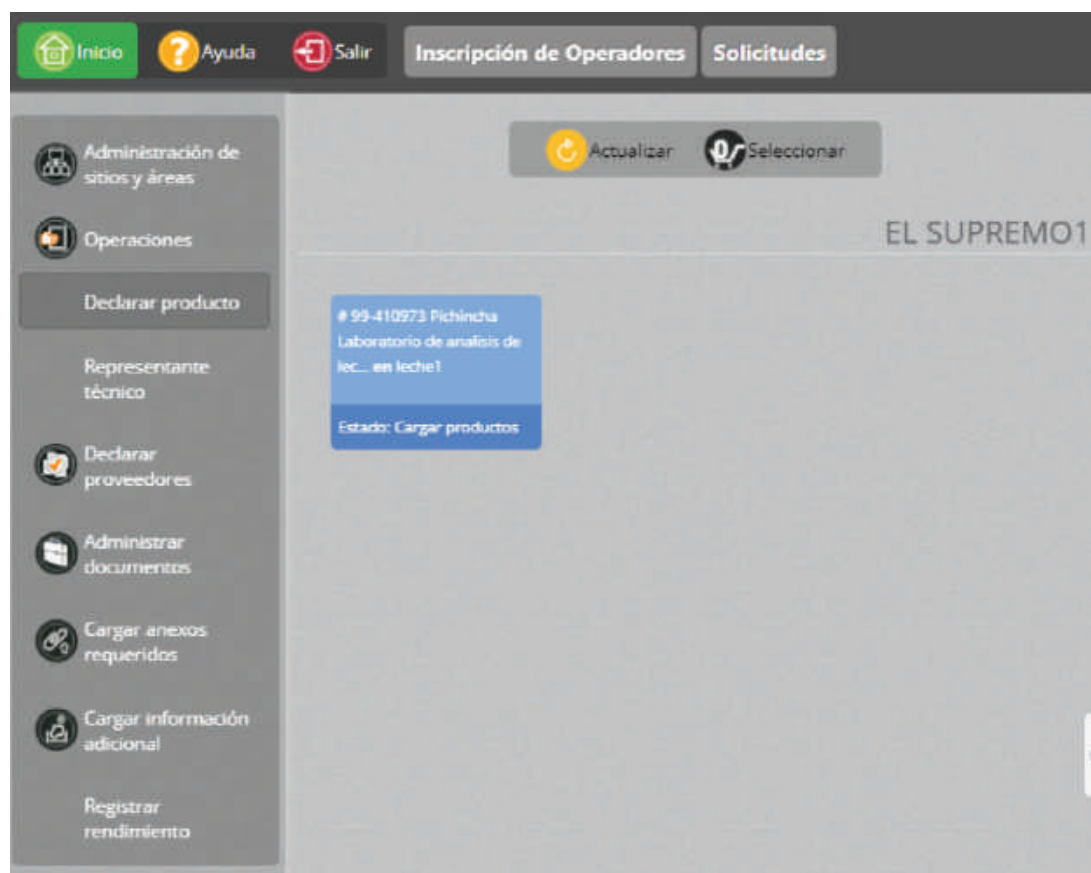 Inicio
Ayuda
Salir
Inscripción de Operadores
Solicitudes
Administración de
sitios y áreas
Operaciones
Declarar producto
Representante
técnico
Declarar
proveedores
Administrar
documentos
Cargar anexos
requeridos
Cargar información
adicional
Registrar
rendimiento
Actualizar
Seleccionar
EL SUPREMO1
# 99-410973 Pichincha
Laboratorio de analisis de
lec... en leche1
Estado: Cargar productos